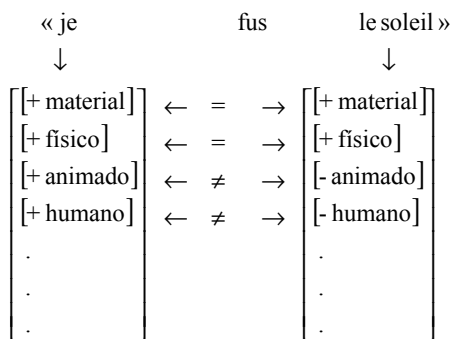 « je fus le soleil »
↓ ↓
[+ material] ← = → [+ material]
[+ físico] ← = → [+ físico]
[+ animado] ← ≠ → [- animado]
[+ humano] ← ≠ → [- humano]
. .
. .
. .